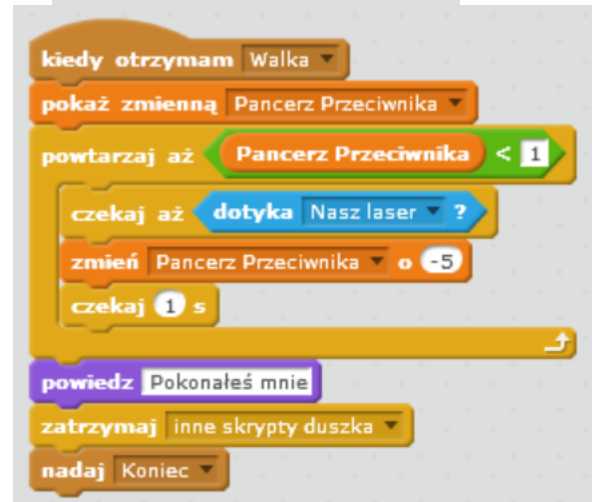 kiedy otrzymam Walka
pokaż zmienną Pancerz Przeciwnika
powtarzaj aż Pancerz Przeciwnika < 1
czekaj aż dotyka Nasz laser ?
zmień Pancerz Przeciwnika o -5
czekaj 1 s
powiedz Pokonałeś mnie
zatrzymaj inne skrypty duszka
nadaj Koniec